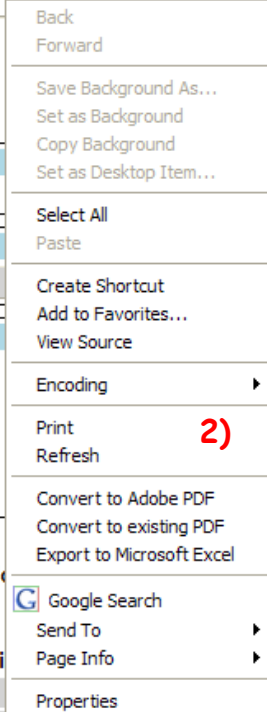 Back
Forward
Save Background As...
Set as Background
Copy Background
Set as Desktop Item...
Select All
Paste
Create Shortcut
Add to Favorites...
View Source
Encoding
Print
2)
Refresh
Convert to Adobe PDF
Convert to existing PDF
Export to Microsoft Excel
G Google Search
Send To
Page Info
Properties